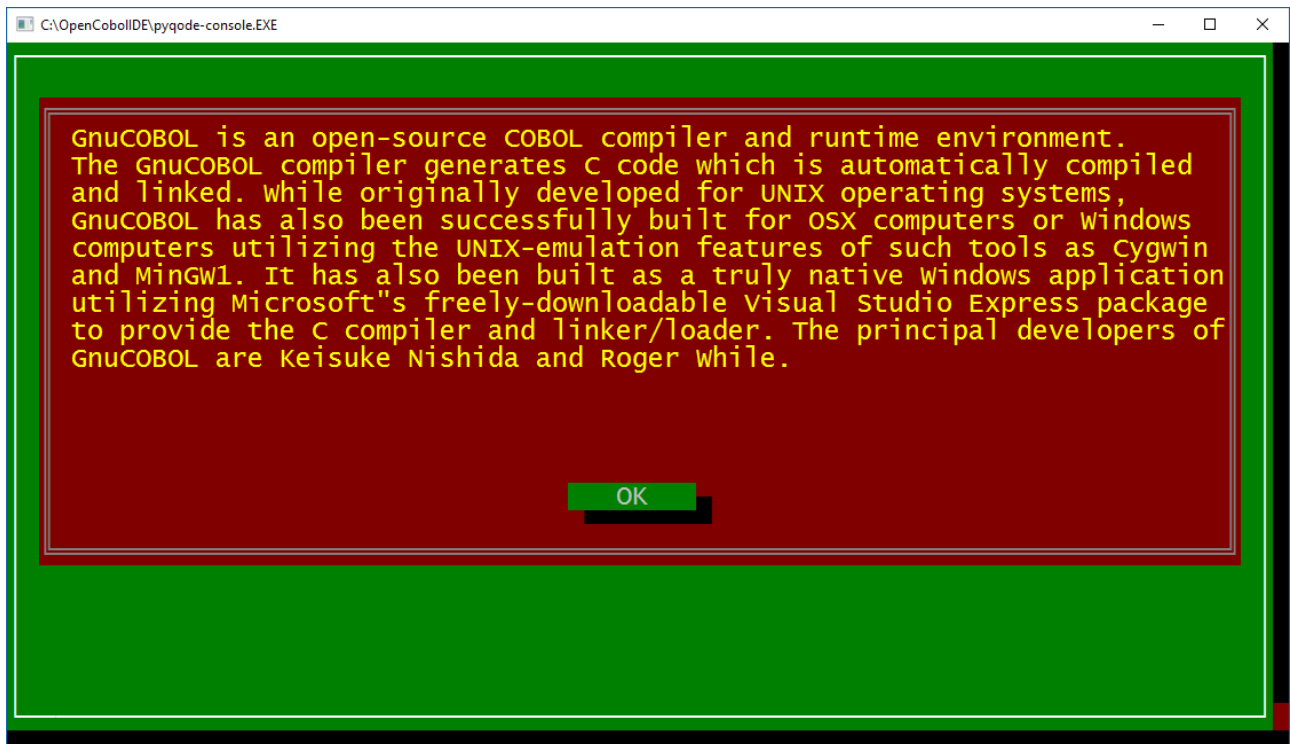 C:\OpenCobolIDE\pyqode-console.EXE
GnuCOBOL is an open-source COBOL compiler and runtime environment.
The GnuCOBOL compiler generates C code which is automatically compiled
and linked. While originally developed for UNIX operating systems,
GnuCOBOL has also been successfully built for OSX computers or Windows
computers utilizing the UNIX-emulation features of such tools as Cygwin
and MinGW1. It has also been built as a truly native Windows application
utilizing Microsoft"s freely-downloadable Visual Studio Express package
to provide the C compiler and linker/loader. The principal developers of
GnuCOBOL are Keisuke Nishida and Roger While.
OK